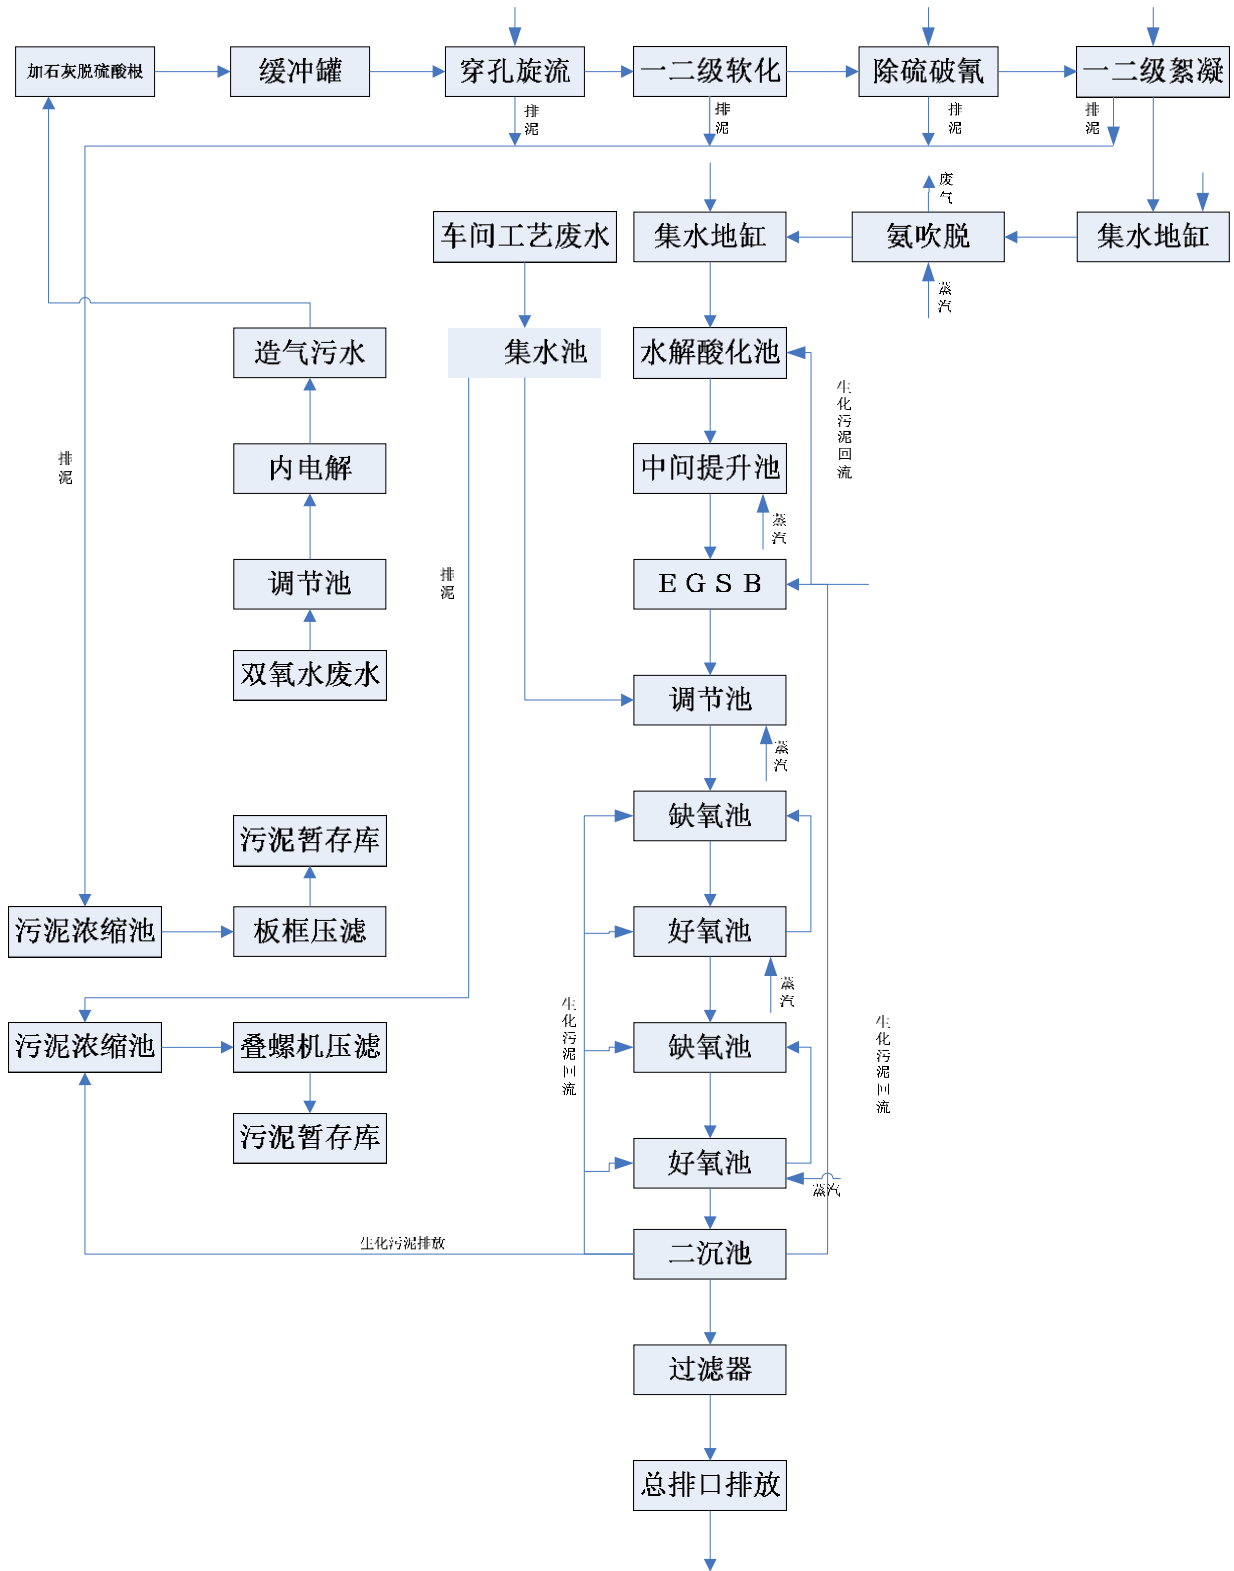 加石灰脱硫酸根
缓冲罐
穿孔旋流
一二级软化
除硫破氰
一二级絮凝
排泥
排泥
排泥
排泥
废气
车间工艺废水
集水地缸
氨吹脱
集水地缸
蒸汽
造气污水
集水池
水解酸化池
生化污泥回流
排泥
内电解
中间提升池
蒸汽
排泥
调节池
EGSB
双氧水废水
调节池
蒸汽
污泥暂存库
缺氧池
污泥浓缩池
板框压滤
好氧池
蒸汽
生化污泥回流
生化污泥回流
污泥浓缩池
叠螺机压滤
缺氧池
污泥暂存库
好氧池
蒸汽
生化污泥排放
二沉池
过滤器
总排口排放